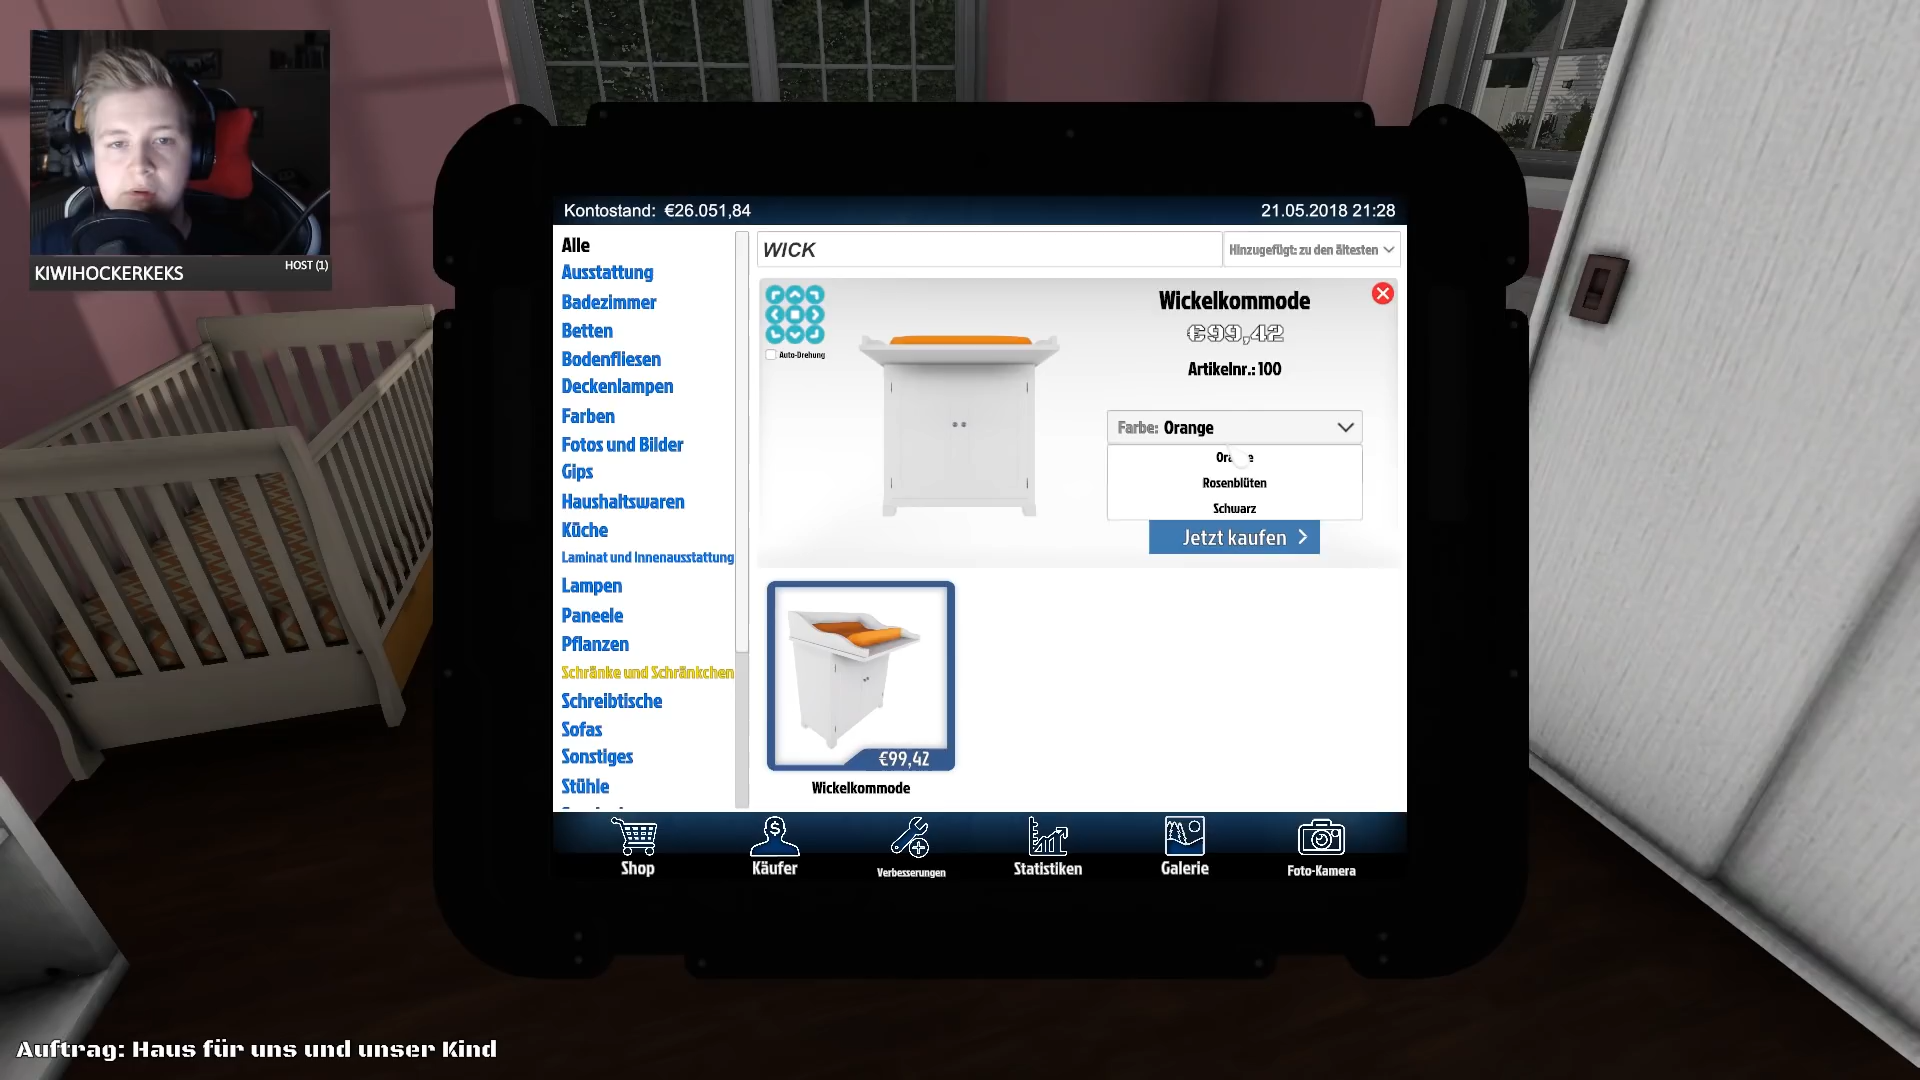 KIWIHOCKERKEKS
HOST (1)
Kontostand: €26.051,84
21.05.2018 21:28
Alle
Ausstattung
Badezimmer
Betten
Bodenfliesen
Deckenlampen
Farben
Fotos und Bilder
Gips
Haushaltswaren
Küche
Laminat und Innenausstattung
Lampen
Paneele
Pflanzen
Schränke und Schränkchen
Schreibtische
Sofas
Sonstiges
Stühle
WICK
Hinzugefügt: zu den ältesten
Auto-Drehung
Wickelkommode
€99,42
Artikelnr.: 100
Farbe: Orange
Orange
Rosenblüten
Schwarz
Jetzt kaufen
€99,42
Wickelkommode
Shop
Käufer
Verbesserungen
Statistiken
Galerie
Foto-Kamera
Auftrag: Haus für uns und unser Kind